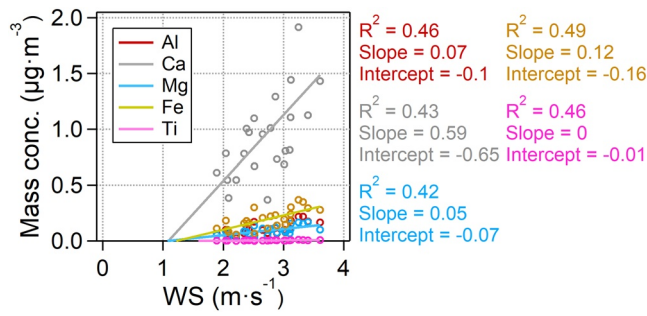 2.0
1.5
1.0
0.5
0.0
Mass conc. (µg·m⁻³)
Al
Ca
Mg
Fe
Ti
0 1 2 3 4
WS (m·s⁻¹)
R² = 0.46
Slope = 0.07
Intercept = -0.1
R² = 0.49
Slope = 0.12
Intercept = -0.16
R² = 0.43
Slope = 0.59
Intercept = -0.65
R² = 0.46
Slope = 0
Intercept = -0.01
R² = 0.42
Slope = 0.05
Intercept = -0.07